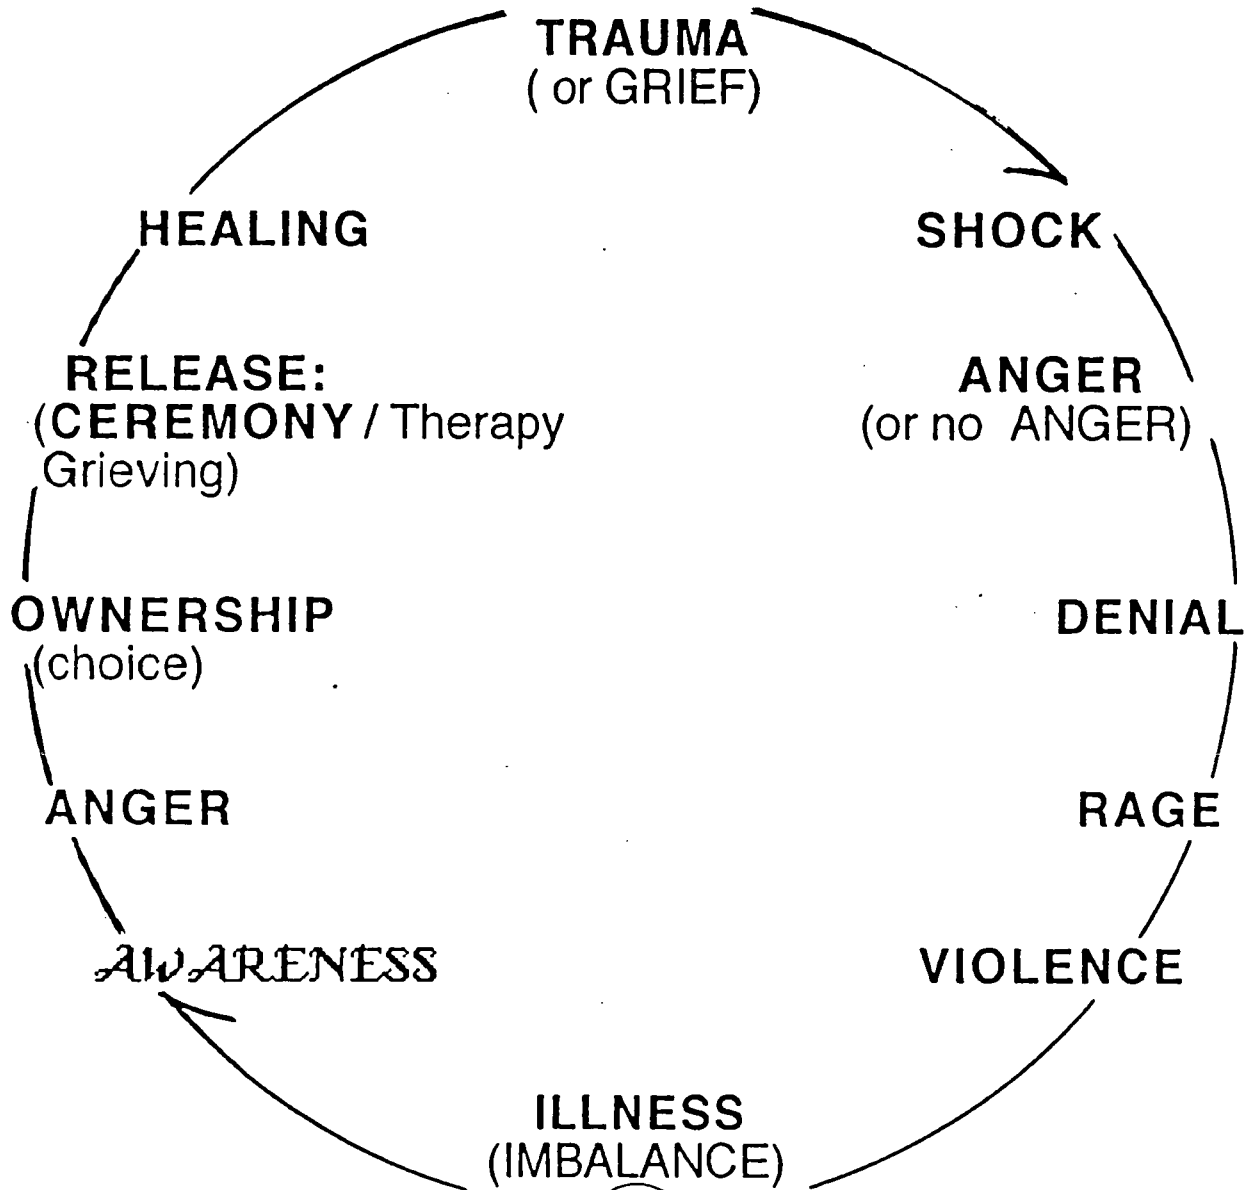 TRAUMA
( or GRIEF)
HEALING
SHOCK
RELEASE:
(CEREMONY / Therapy
Grieving)
ANGER
(or no ANGER)
OWNERSHIP
(choice)
DENIAL
ANGER
RAGE
AWARENESS
VIOLENCE
ILLNESS
(IMBALANCE)